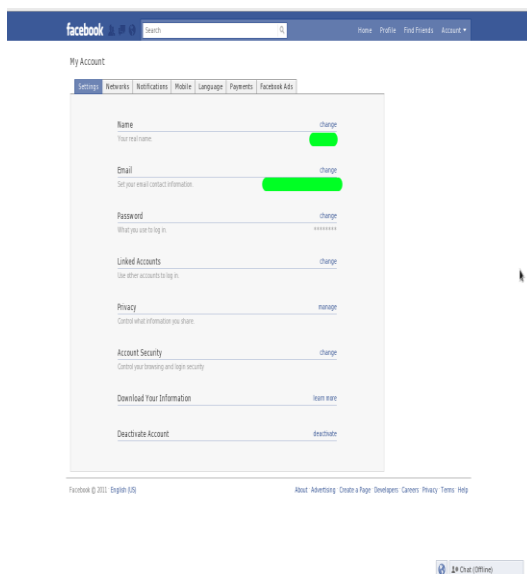 facebook Search Home Profile Find Friends Account
My Account
Settings Networks Notifications Mobile Language Payments Facebook Ads
Name change
Your real name.
Email change
Set your email contact information.
Password change
What you use to log in. ********
Linked Accounts change
Use other accounts to log in.
Privacy manage
Control what information you share.
Account Security change
Control your browsing and login security
Download Your Information learn more
Deactivate Account deactivate
Facebook © 2011 English (US) About Advertising Create a Page Developers Careers Privacy Terms Help
Chat (Offline)